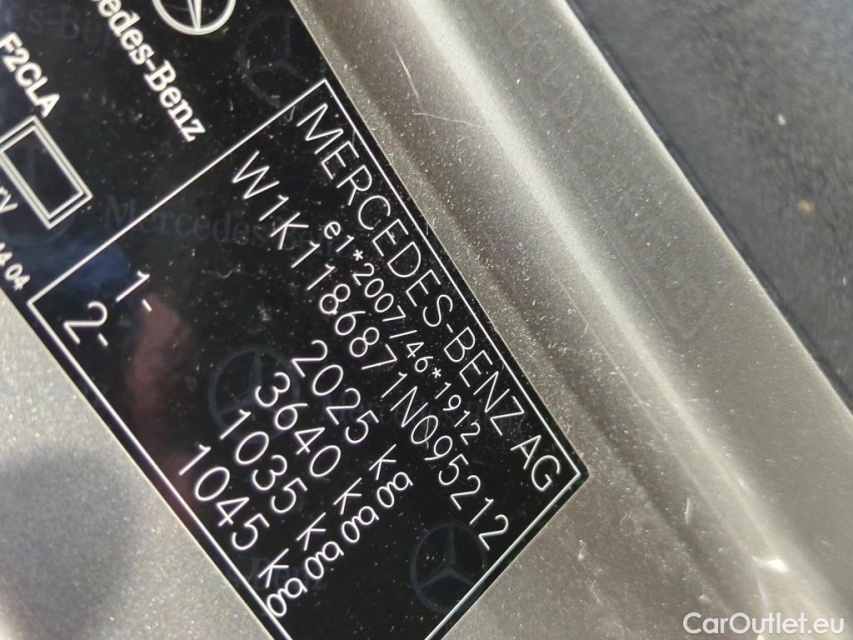 Mercedes-Benz
F2CLA
MERCEDES-BENZ AG
e1*2007/46*1912
W1K1186871N095212
2025 kg
3640 kg
1- 1035 kg
2- 1045 kg
CarOutlet.eu